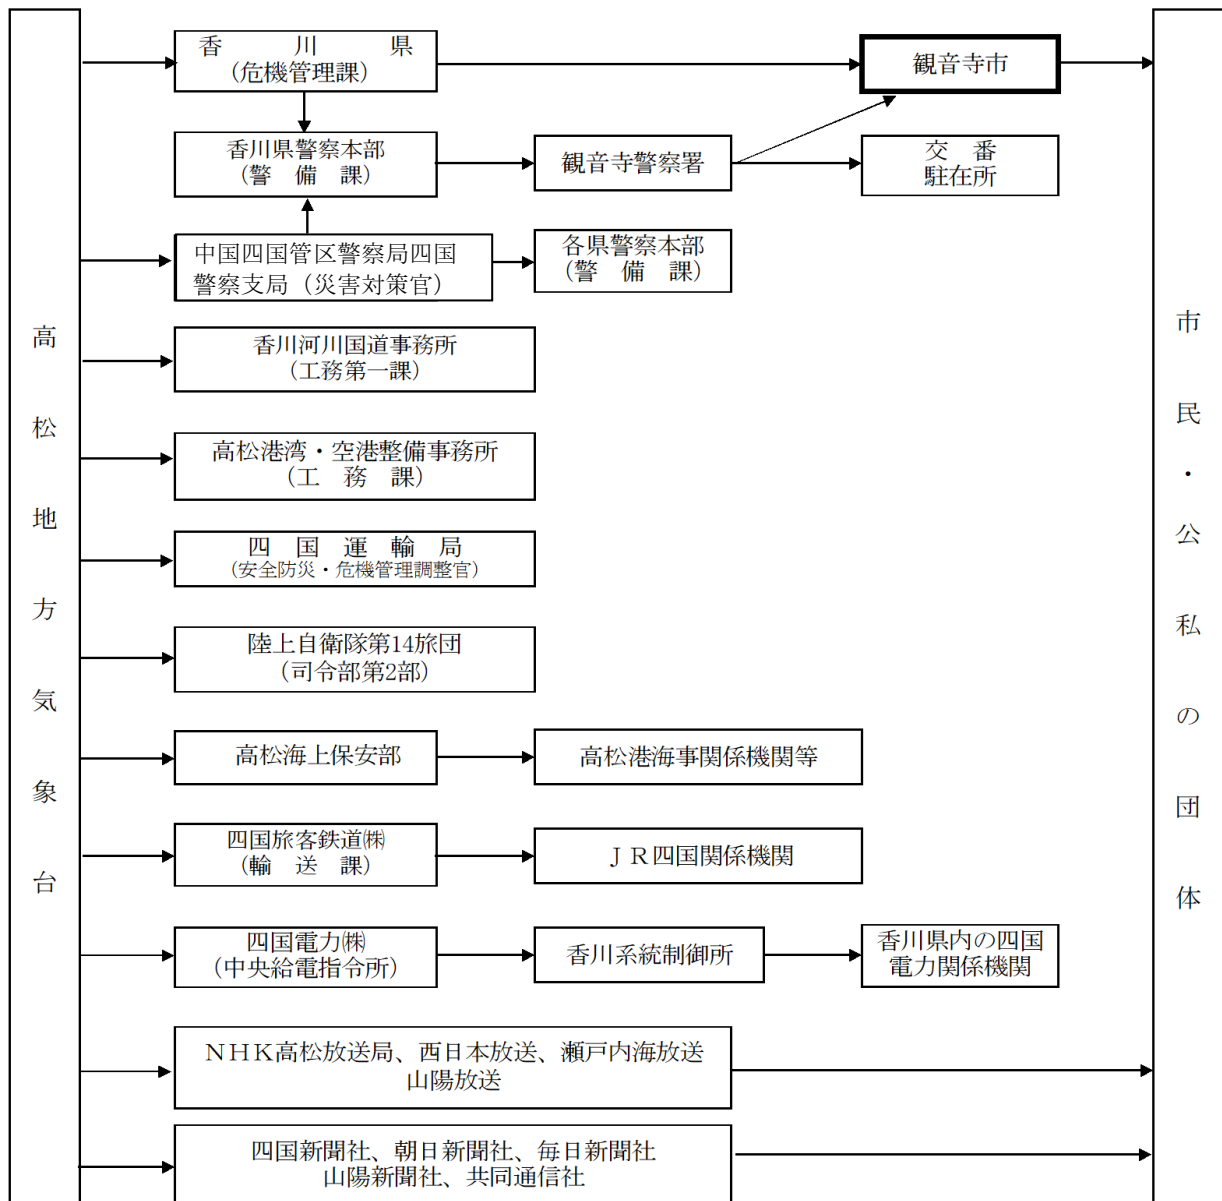 香川県
（危機管理課）
観音寺市
香川県警察本部
（警備課）
観音寺警察署
交番
駐在所
中国四国管区警察局四国
警察支局（災害対策官）
各県警察本部
（警備課）
高松地方気象台
市民・公私の団体
香川河川国道事務所
（工務第一課）
高松港湾・空港整備事務所
（工務課）
四国運輸局
（安全防災・危機管理調整官）
陸上自衛隊第14旅団
（司令部第2部）
高松海上保安部
高松港海事関係機関等
四国旅客鉄道㈱
（輸送課）
ＪＲ四国関係機関
四国電力㈱
（中央給電指令所）
香川系統制御所
香川県内の四国
電力関係機関
ＮＨＫ高松放送局、西日本放送、瀬戸内海放送
山陽放送
四国新聞社、朝日新聞社、毎日新聞社
山陽新聞社、共同通信社